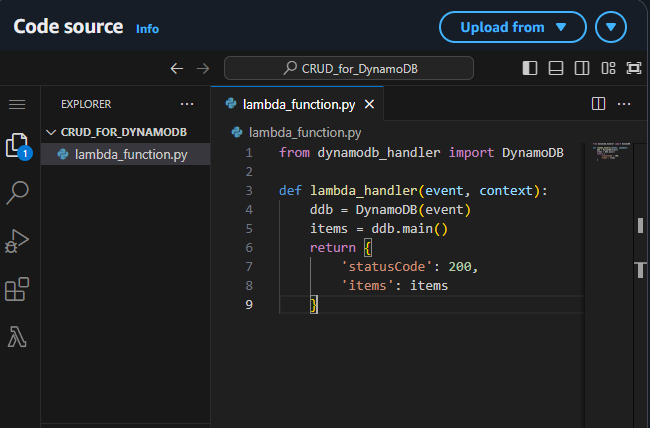 Code source Info
Upload from
CRUD_for_DynamoDB
EXPLORER
CRUD_FOR_DYNAMODB
lambda_function.py
1
lambda_function.py
lambda_function.py
1 from dynamodb_handler import DynamoDB
2
3 def lambda_handler(event, context):
4     ddb = DynamoDB(event)
5     items = ddb.main()
6     return {
7         'statusCode': 200,
8         'items': items
9     }